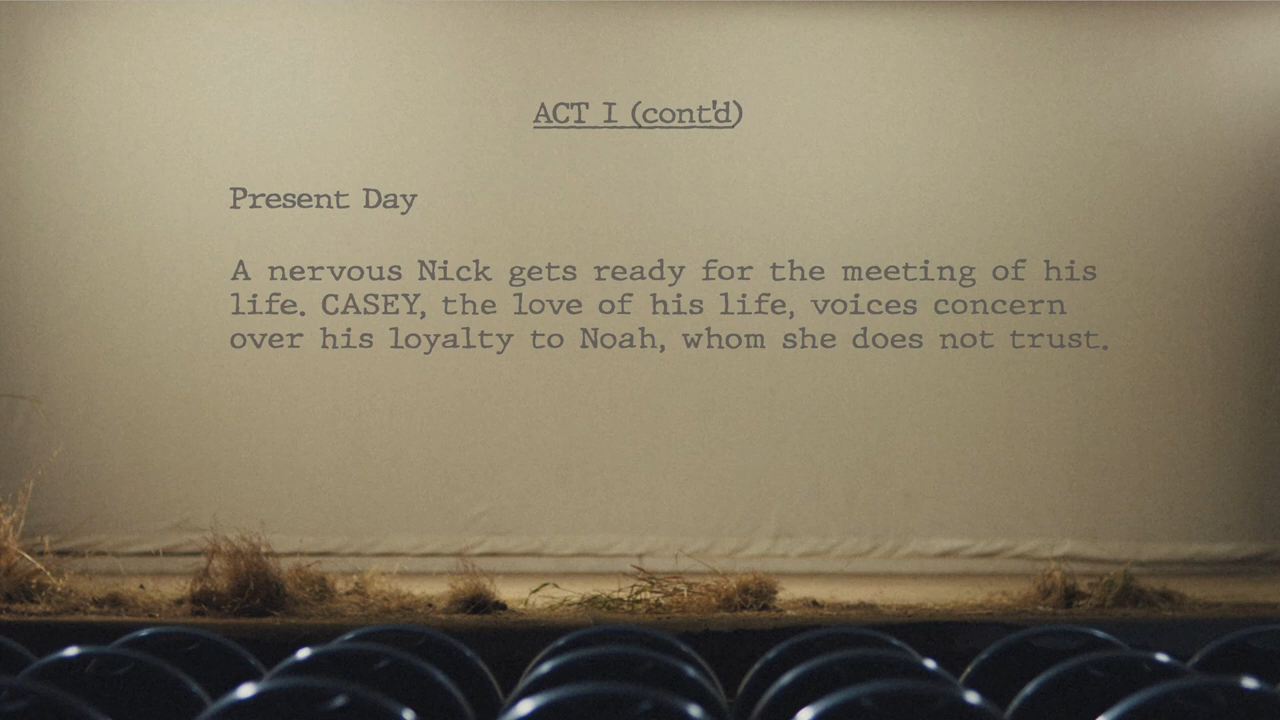 ACT I (cont'd)
Present Day
A nervous Nick gets ready for the meeting of his
life. CASEY, the love of his life, voices concern
over his loyalty to Noah, whom she does not trust.